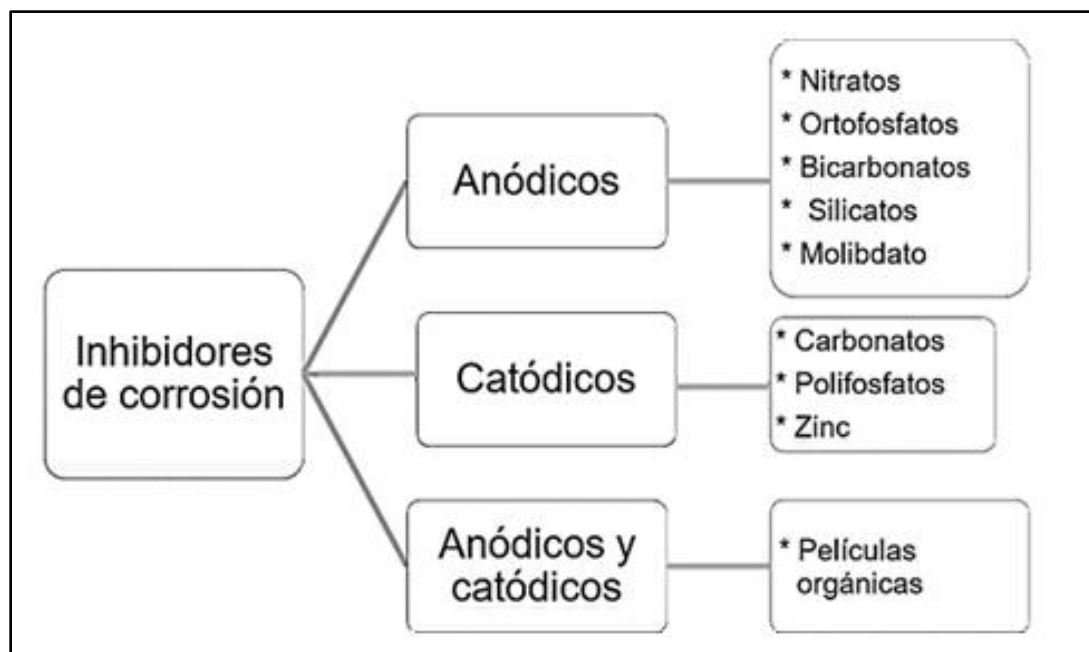 Inhibidores
de corrosión
Anódicos
* Nitratos
* Ortofosfatos
* Bicarbonatos
* Silicatos
* Molibdato
Catódicos
* Carbonatos
* Polifosfatos
* Zinc
Anódicos y
catódicos
* Películas
orgánicas